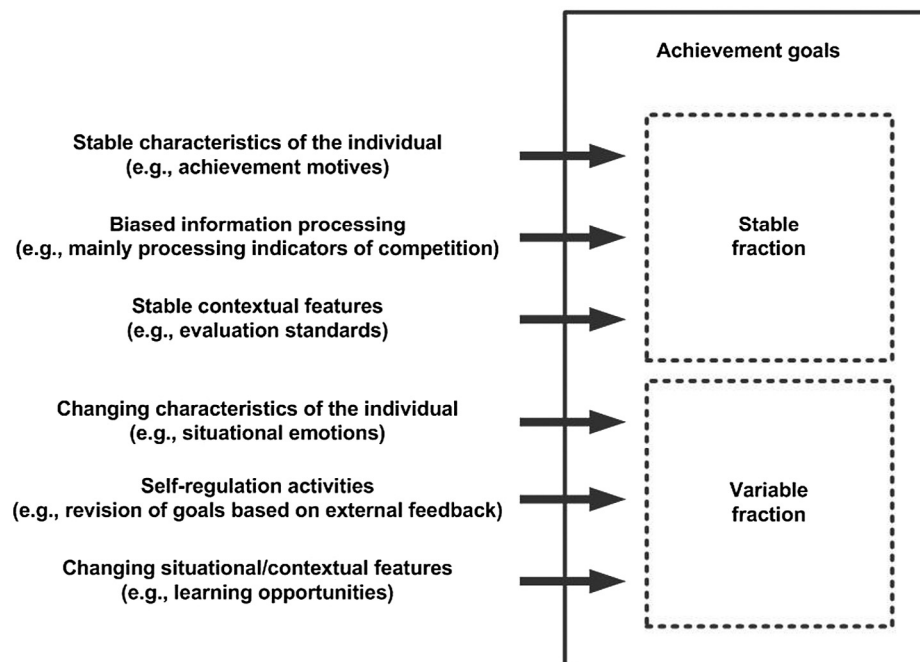 Achievement goals
Stable characteristics of the individual
(e.g., achievement motives)
Biased information processing
(e.g., mainly processing indicators of competition)
Stable contextual features
(e.g., evaluation standards)
Stable
fraction
Changing characteristics of the individual
(e.g., situational emotions)
Self-regulation activities
(e.g., revision of goals based on external feedback)
Changing situational/contextual features
(e.g., learning opportunities)
Variable
fraction